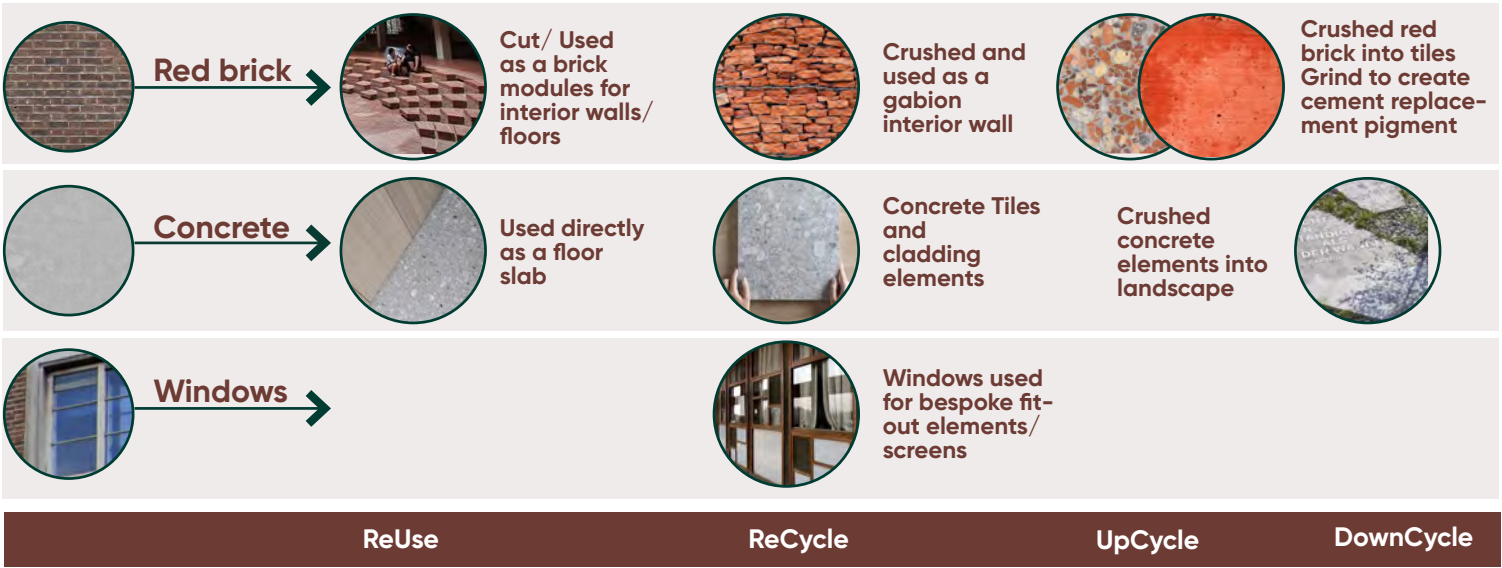 Red brick
Cut/ Used
as a brick
modules for
interior walls/
floors
Crushed and
used as a
gabion
interior wall
Crushed red
brick into tiles
Grind to create
cement replace-
ment pigment
Concrete
Used directly
as a floor
slab
Concrete Tiles
and
cladding
elements
Crushed
concrete
elements into
landscape
Windows
Windows used
for bespoke fit-
out elements/
screens
ReUse
ReCycle
UpCycle
DownCycle